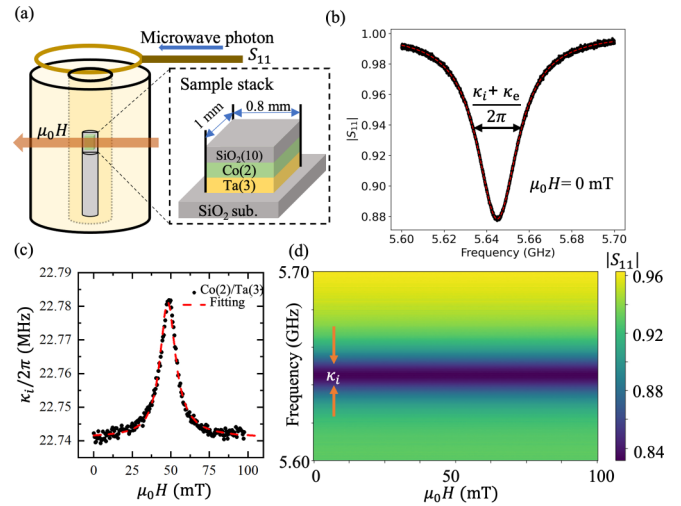 (a)
Microwave photon
S₁₁
Sample stack
1 mm
0.8 mm
μ₀H
SiO₂(10)
Co(2)
Ta(3)
SiO₂ sub.
(b)
1.00
0.98
0.96
0.94
0.92
0.90
0.88
|S₁₁|
κᵢ + κₑ
2π
μ₀H = 0 mT
5.60 5.62 5.64 5.66 5.68 5.70
Frequency (GHz)
(c)
22.79
22.78
22.76
22.75
22.74
κᵢ/2π (MHz)
Co(2)/Ta(3)
Fitting
0 25 50 75 100
μ₀H (mT)
(d)
|S₁₁|
5.70
Frequency (GHz)
5.60
κᵢ
0 50 100
μ₀H (mT)
0.96
0.92
0.88
0.84